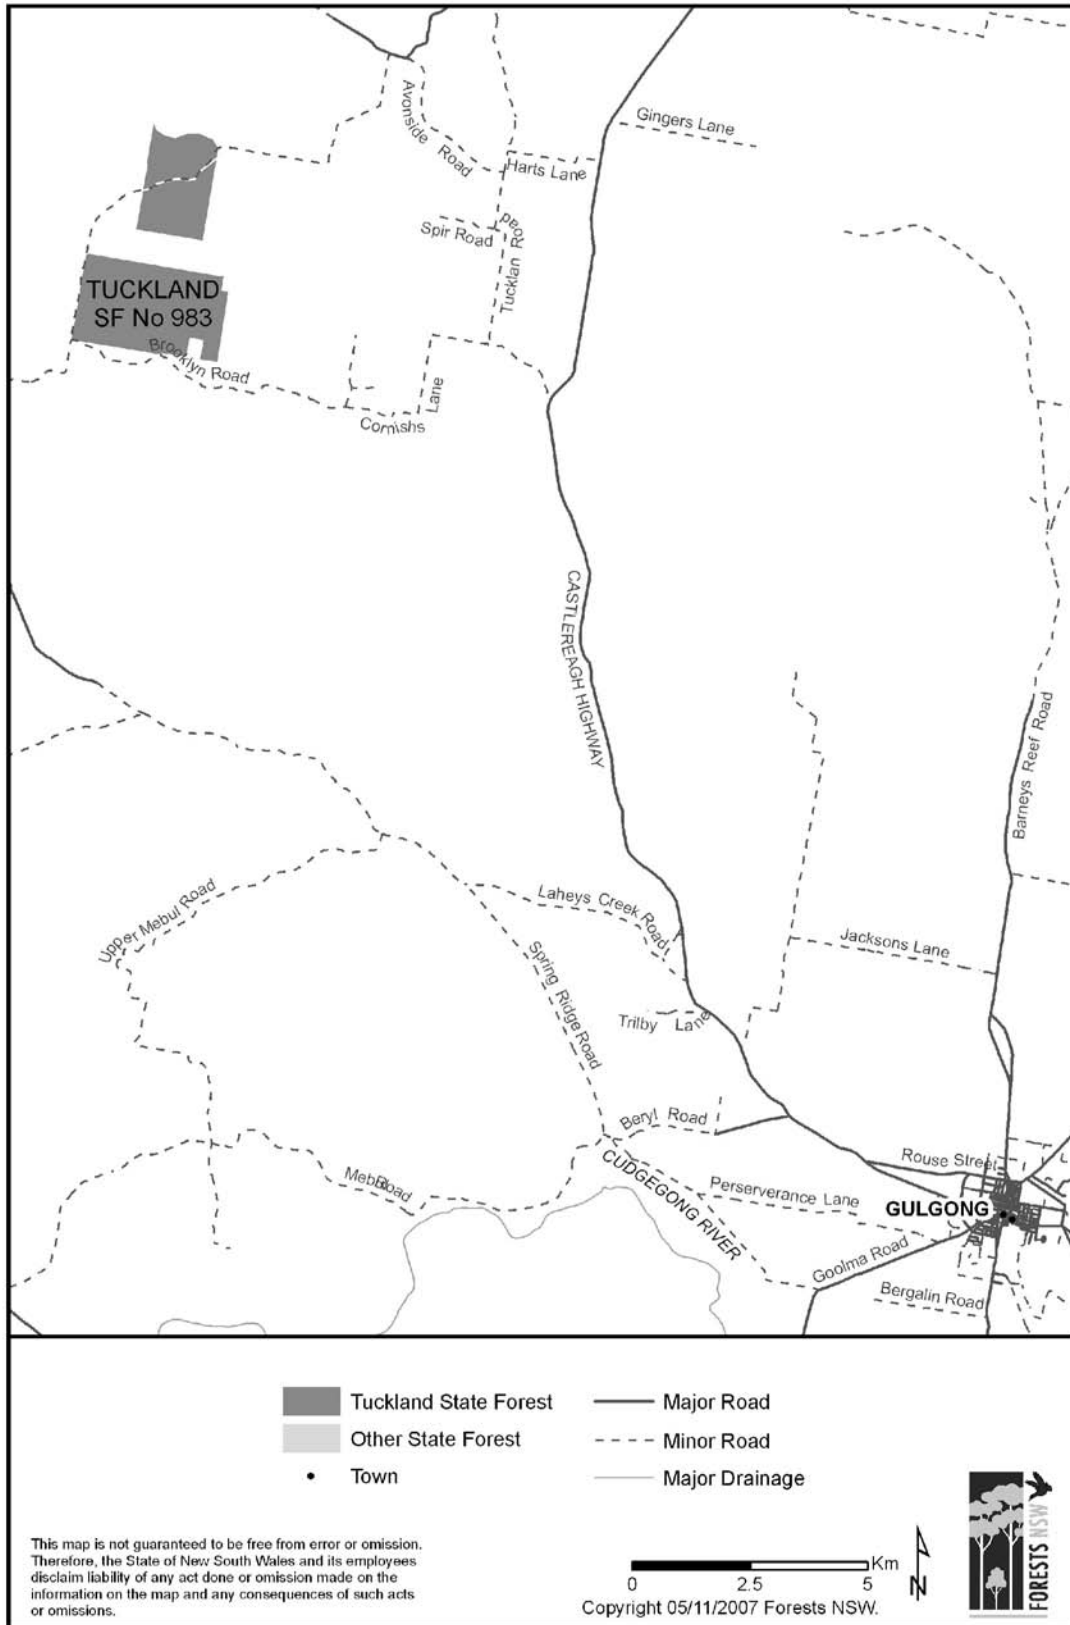 Gingers Lane
Avonside Road
Harts Lane
Spir Road
Tucklan Road
TUCKLAND
SF No 983
Brooklyn Road
Cornishs Lane
CASTLEREAGH HIGHWAY
Barneys Reef Road
Upper Mebul Road
Laheys Creek Road
Jacksons Lane
Spring Ridge Road
Trilby Lane
Beryl Road
Rouse Street
CUDGEGONG RIVER
Mebul Road
Perserverance Lane
GULGONG
Goolma Road
Bergalin Road
Tuckland State Forest
Major Road
Other State Forest
Minor Road
Town
Major Drainage
This map is not guaranteed to be free from error or omission.
Therefore, the State of New South Wales and its employees
disclaim liability of any act done or omission made on the
information on the map and any consequences of such acts
or omissions.
Km
0 2.5 5
N
Copyright 05/11/2007 Forests NSW.
FORESTS NSW